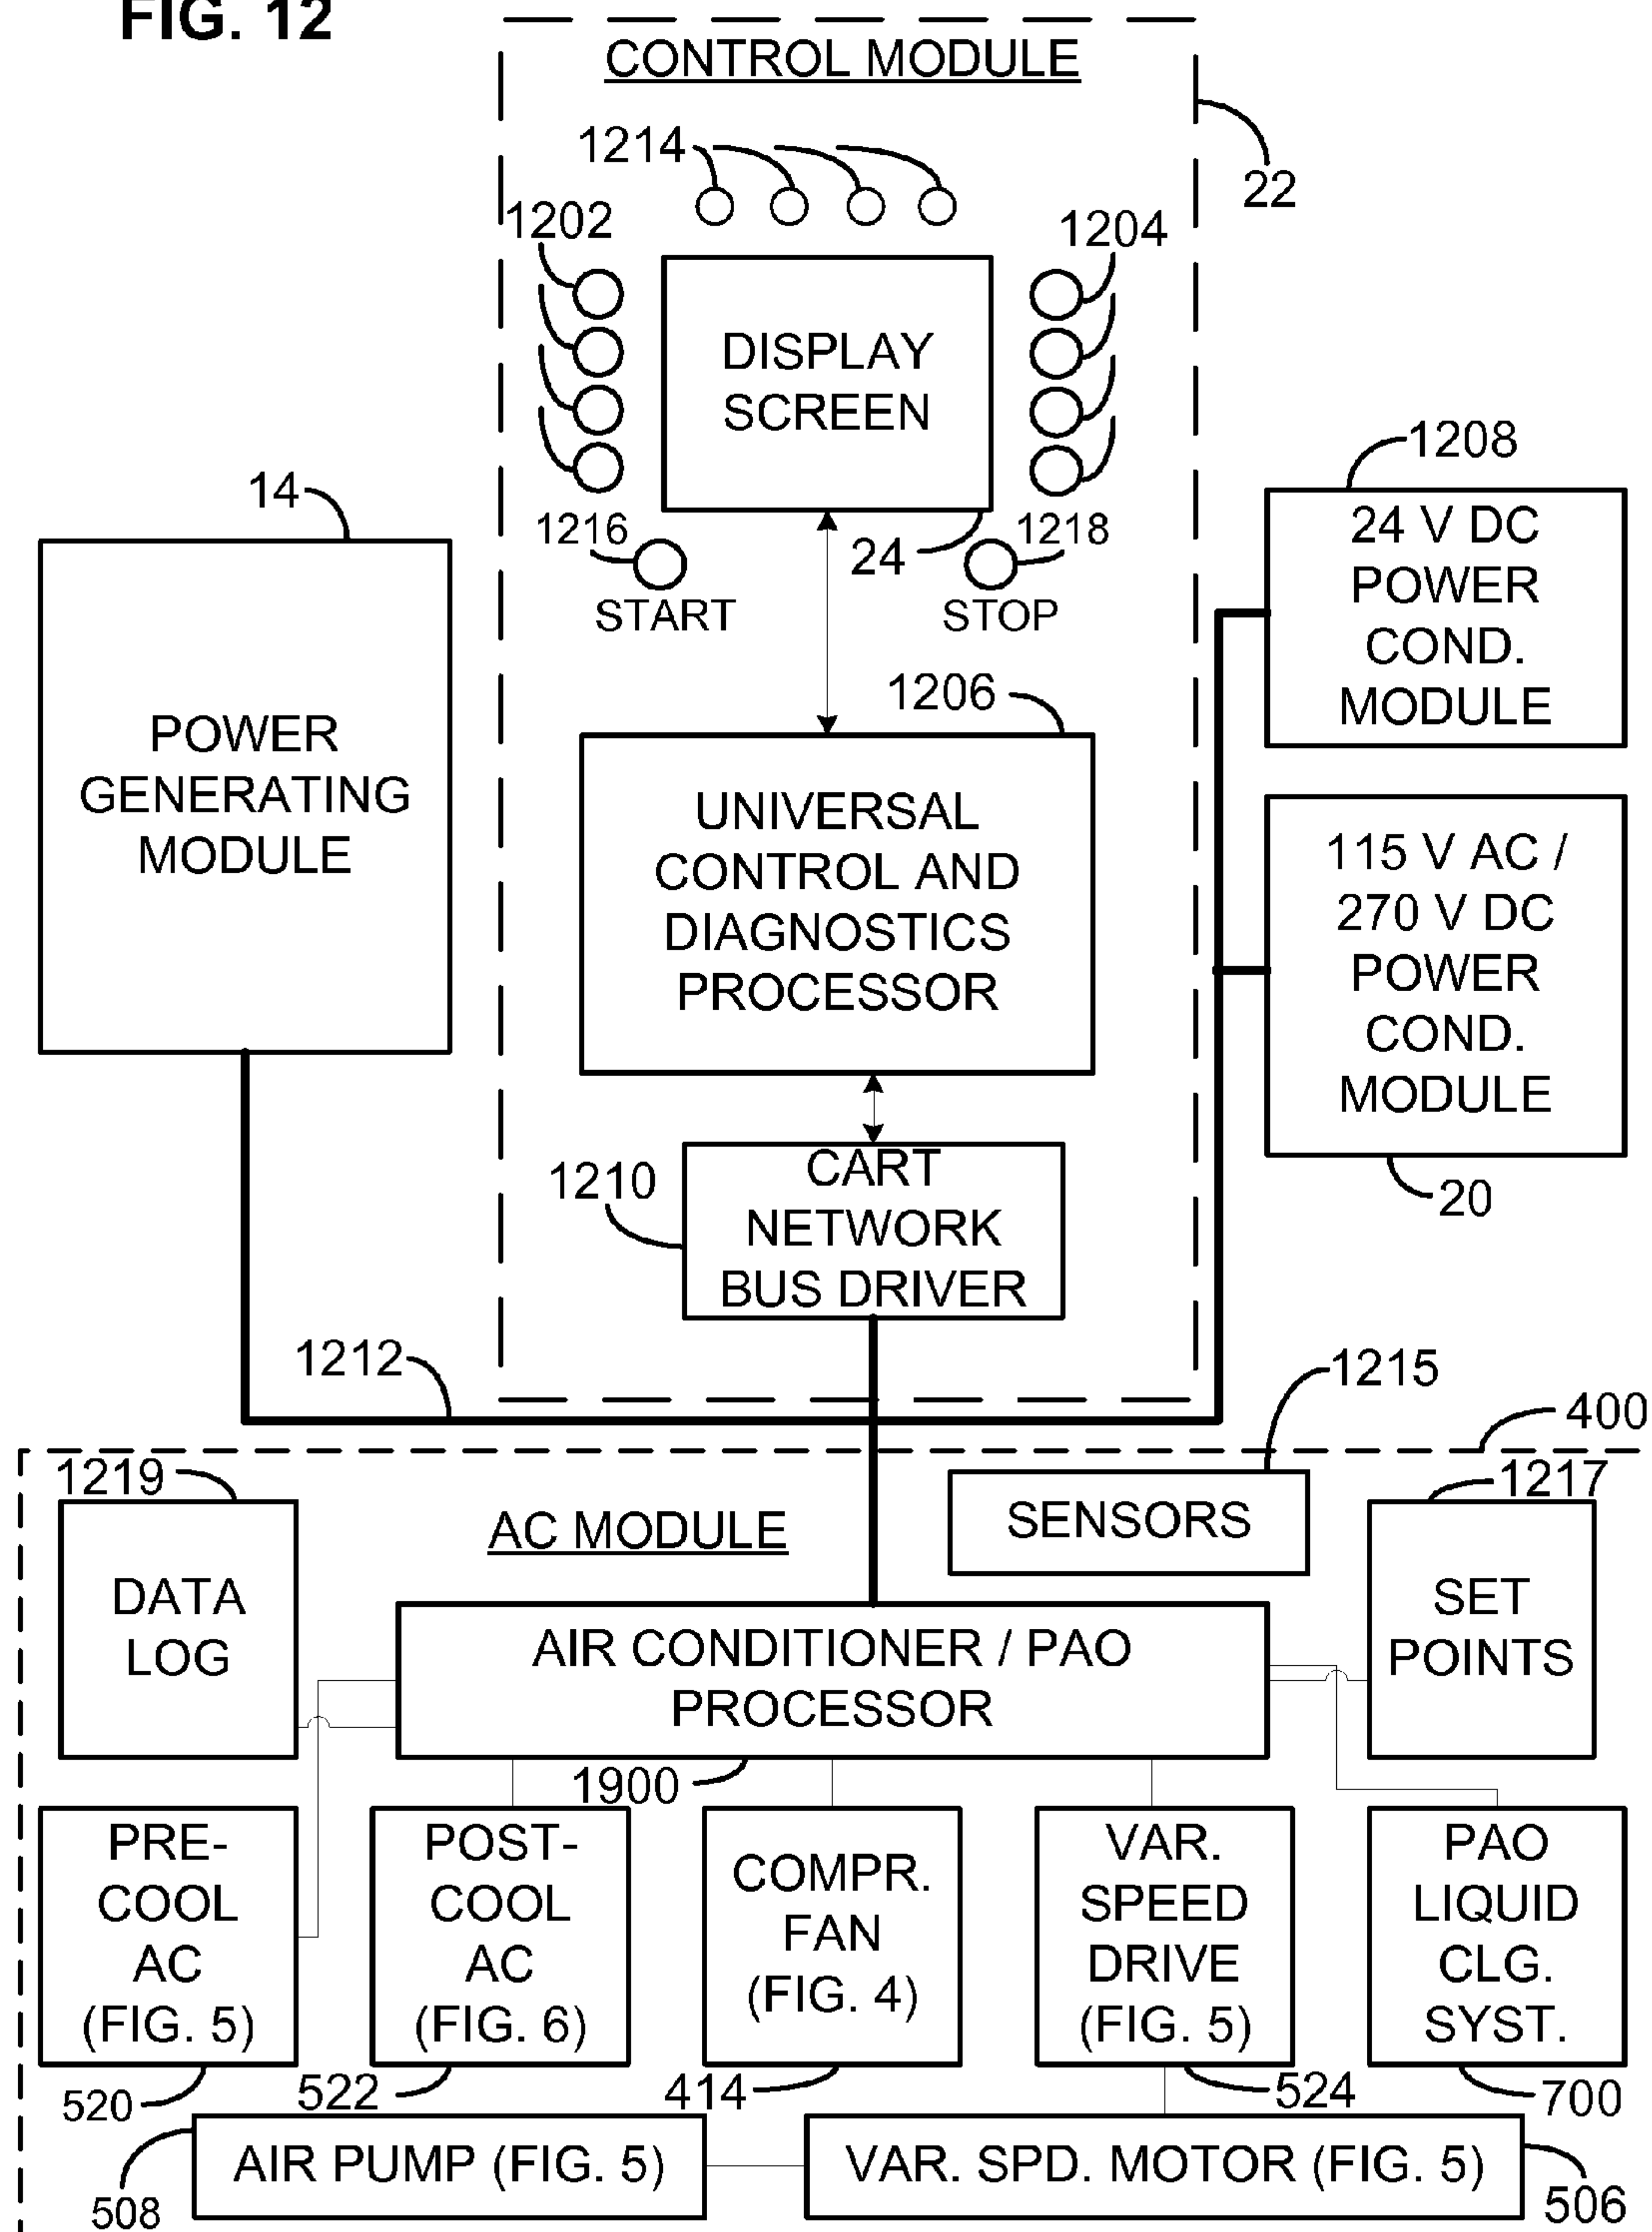 FIG. 12
CONTROL MODULE
1214
22
1202
1204
DISPLAY
SCREEN
1208
14
24 V DC
POWER
COND.
MODULE
1216
24
1218
START
STOP
1206
POWER
GENERATING
MODULE
UNIVERSAL
CONTROL AND
DIAGNOSTICS
PROCESSOR
115 V AC /
270 V DC
POWER
COND.
MODULE
1210
CART
NETWORK
BUS DRIVER
20
1212
1215
400
1219
1217
AC MODULE
SENSORS
DATA
LOG
SET
POINTS
AIR CONDITIONER / PAO
PROCESSOR
1900
PRE-
COOL
AC
(FIG. 5)
POST-
COOL
AC
(FIG. 6)
COMPR.
FAN
(FIG. 4)
VAR.
SPEED
DRIVE
(FIG. 5)
PAO
LIQUID
CLG.
SYST.
520
522
414
524
700
AIR PUMP (FIG. 5)
VAR. SPD. MOTOR (FIG. 5)
508
506